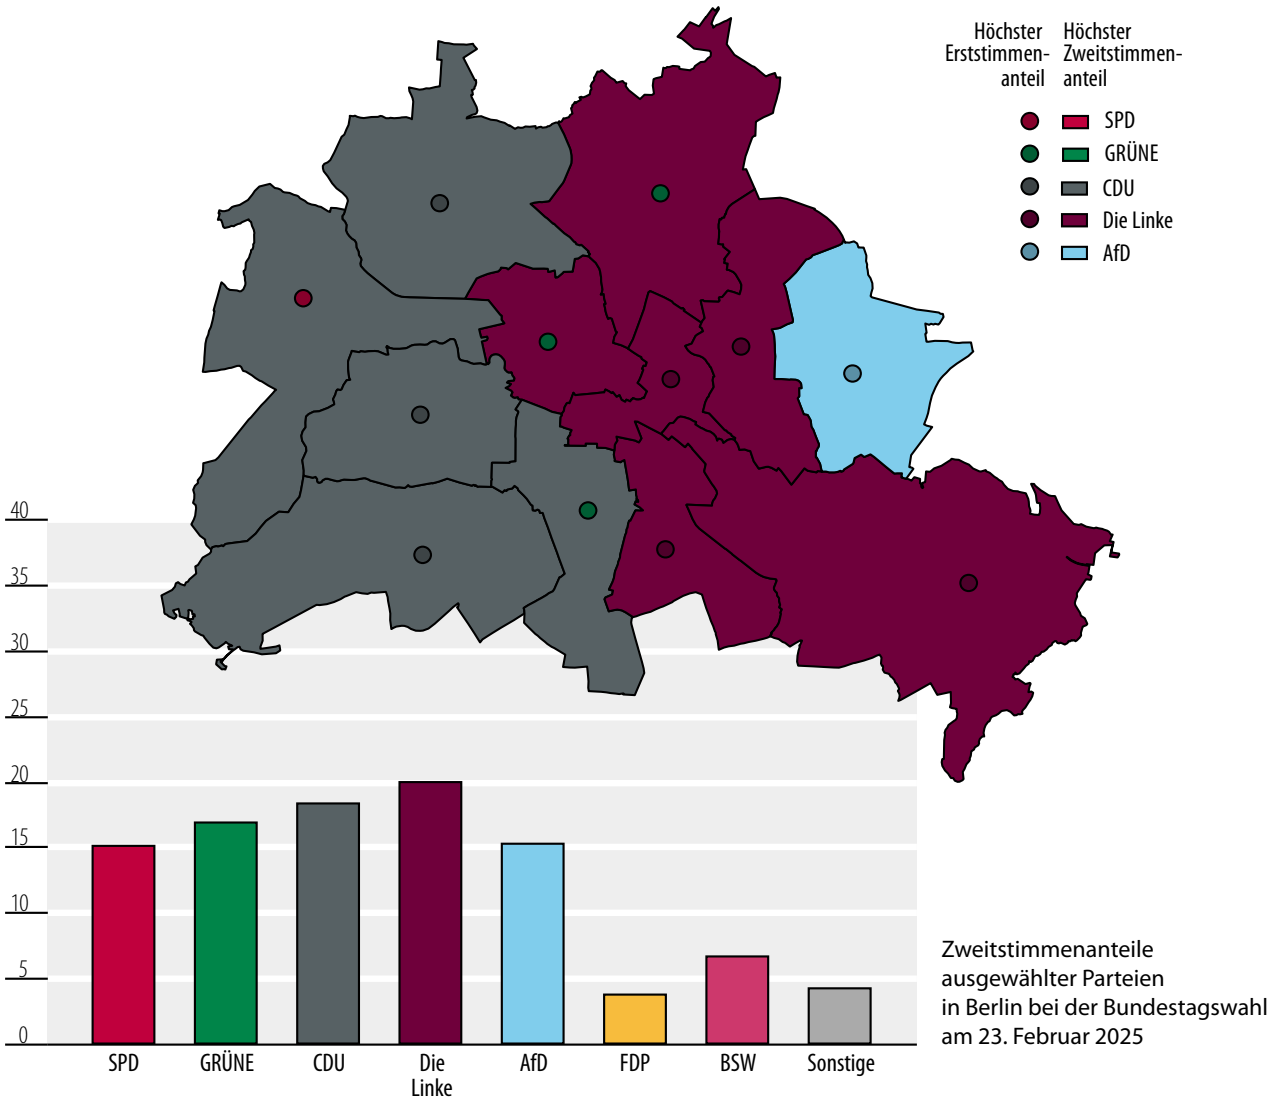 Höchster
Erststimmen-
anteil
Höchster
Zweitstimmen-
anteil
SPD
GRÜNE
CDU
Die Linke
AfD
40
35
30
25
20
15
10
5
0
SPD
GRÜNE
CDU
Die
Linke
AfD
FDP
BSW
Sonstige
Zweitstimmenanteile
ausgewählter Parteien
in Berlin bei der Bundestagswahl
am 23. Februar 2025